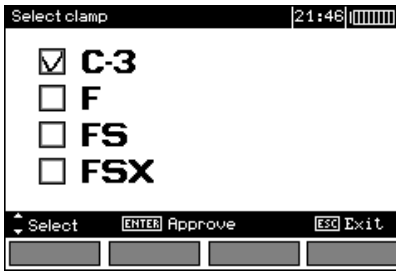 Select clamp 21:46
C-3
F
FS
FSX
Select ENTER Approve ESC Exit